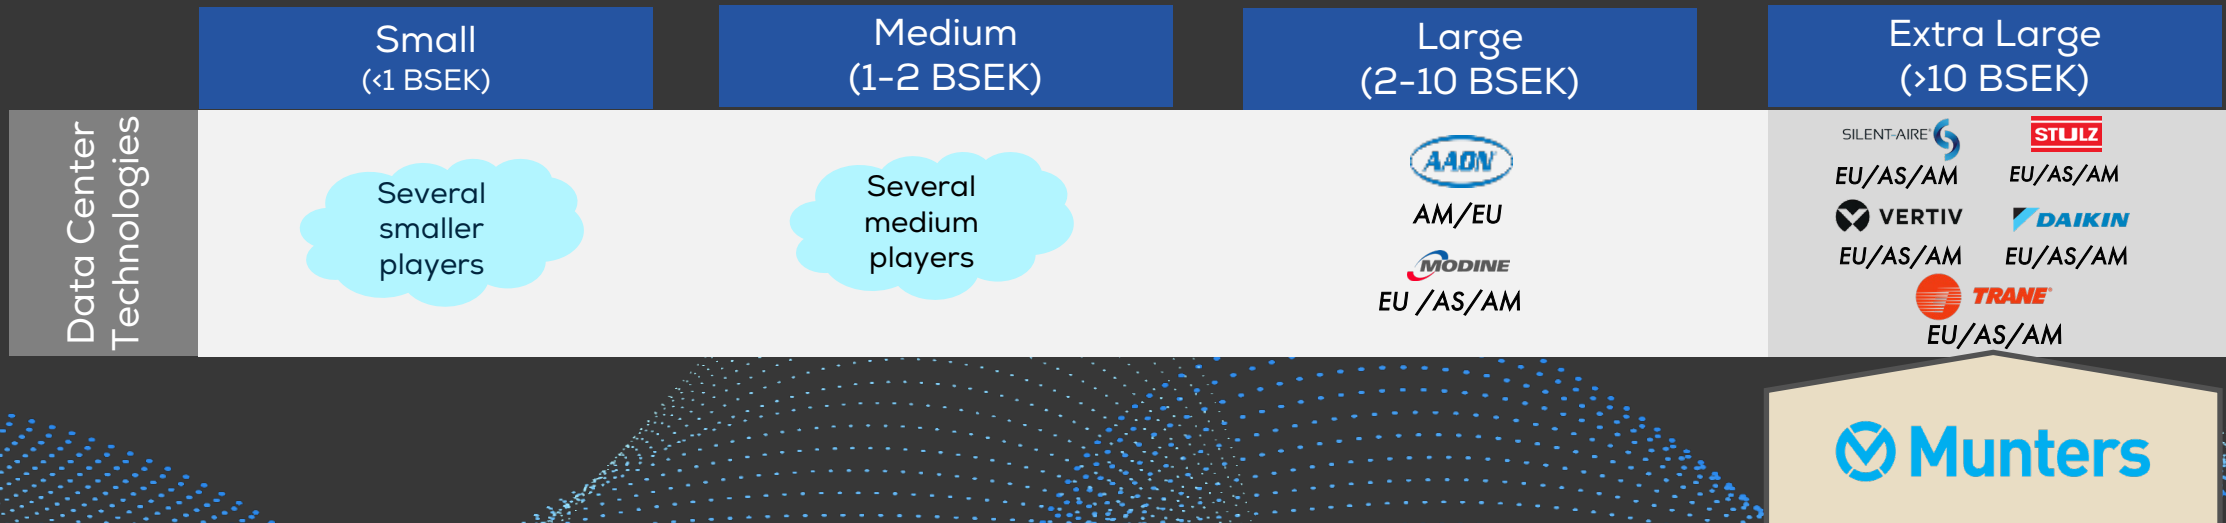 Small
(<1 BSEK)
Medium
(1-2 BSEK)
Large
(2-10 BSEK)
Extra Large
(>10 BSEK)
Data Center
Technologies
Several
smaller
players
Several
medium
players
AAON
AM/EU
MODINE
EU /AS/AM
SILENT-AIRE®
EU/AS/AM
STULZ
EU/AS/AM
VERTIV
EU/AS/AM
DAIKIN
EU/AS/AM
TRANE®
EU/AS/AM
Munters